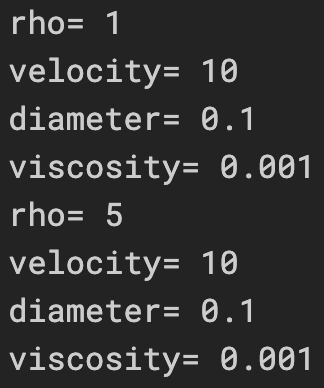 rho= 1
velocity= 10
diameter= 0.1
viscosity= 0.001
rho= 5
velocity= 10
diameter= 0.1
viscosity= 0.001